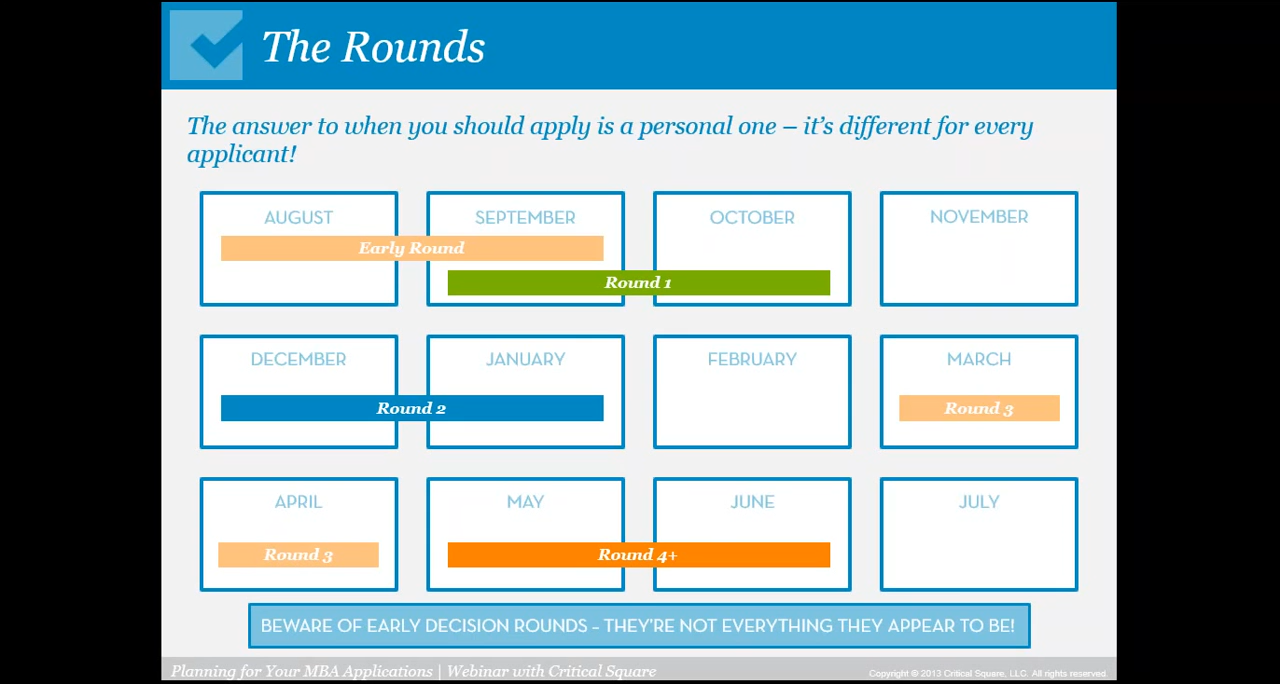 The Rounds
The answer to when you should apply is a personal one – it's different for every
applicant!
AUGUST
SEPTEMBER
OCTOBER
NOVEMBER
Early Round
Round 1
DECEMBER
JANUARY
FEBRUARY
MARCH
Round 2
Round 3
APRIL
MAY
JUNE
JULY
Round 3
Round 4+
BEWARE OF EARLY DECISION ROUNDS – THEY'RE NOT EVERYTHING THEY APPEAR TO BE!
Planning for Your MBA Applications | Webinar with Critical Square
Copyright © 2013 Critical Square, LLC. All rights reserved.